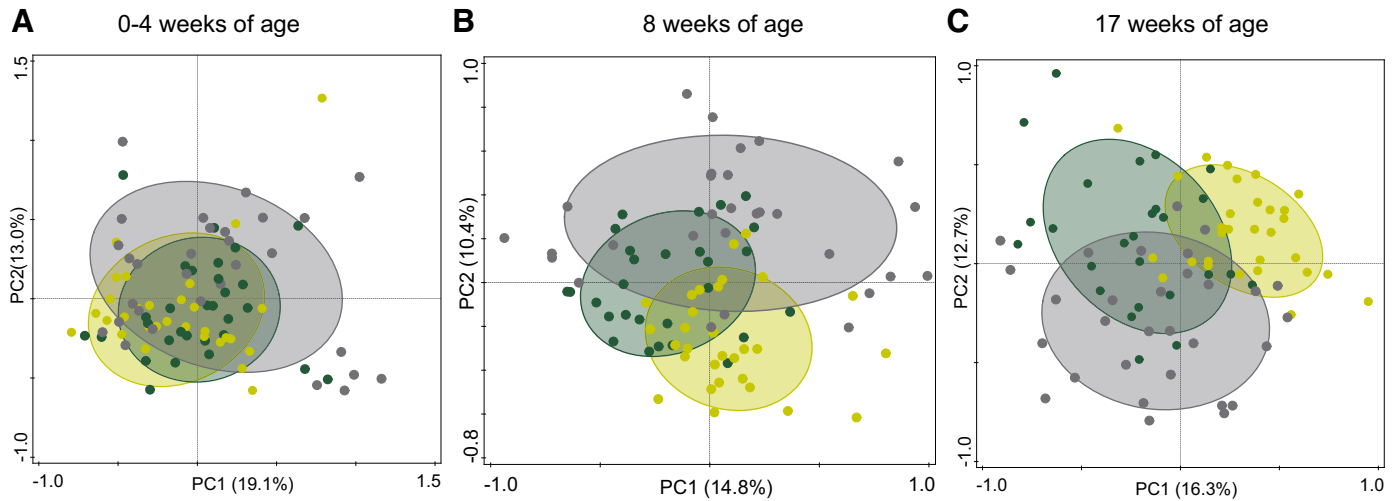 A 0-4 weeks of age
1.5
PC2(13.0%)
-1.0
-1.0 PC1 (19.1%) 1.5
B 8 weeks of age
1.0
PC2 (10.4%)
-0.8
-1.0 PC1 (14.8%) 1.0
C 17 weeks of age
1.0
PC2 (12.7%)
-1.0
-1.0 PC1 (16.3%) 1.0